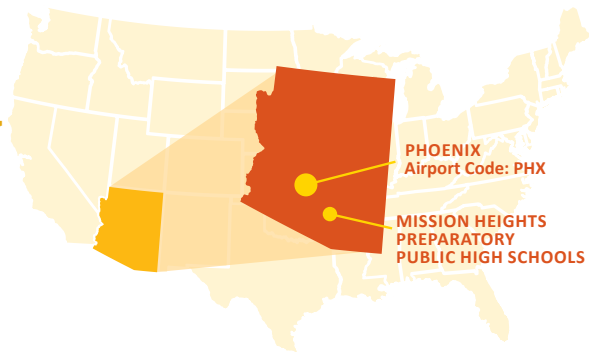 PHOENIX
Airport Code: PHX
MISSION HEIGHTS
PREPARATORY
PUBLIC HIGH SCHOOLS